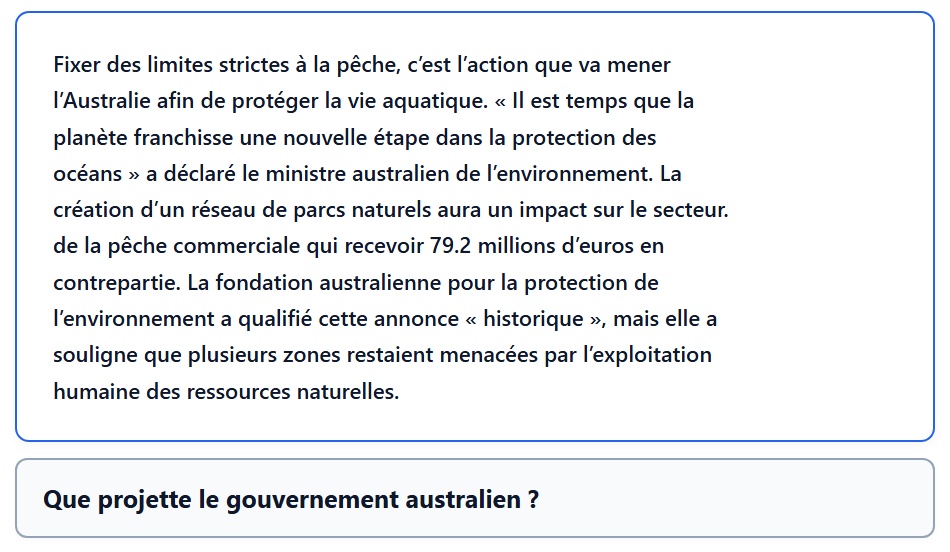 Fixer des limites strictes à la pêche, c’est l’action que va mener
l’Australie afin de protéger la vie aquatique. « Il est temps que la
planète franchisse une nouvelle étape dans la protection des
océans » a déclaré le ministre australien de l’environnement. La
création d’un réseau de parcs naturels aura un impact sur le secteur.
de la pêche commerciale qui recevoir 79.2 millions d’euros en
contrepartie. La fondation australienne pour la protection de
l’environnement a qualifié cette annonce « historique », mais elle a
souligne que plusieurs zones restaient menacées par l’exploitation
humaine des ressources naturelles.
Que projette le gouvernement australien ?